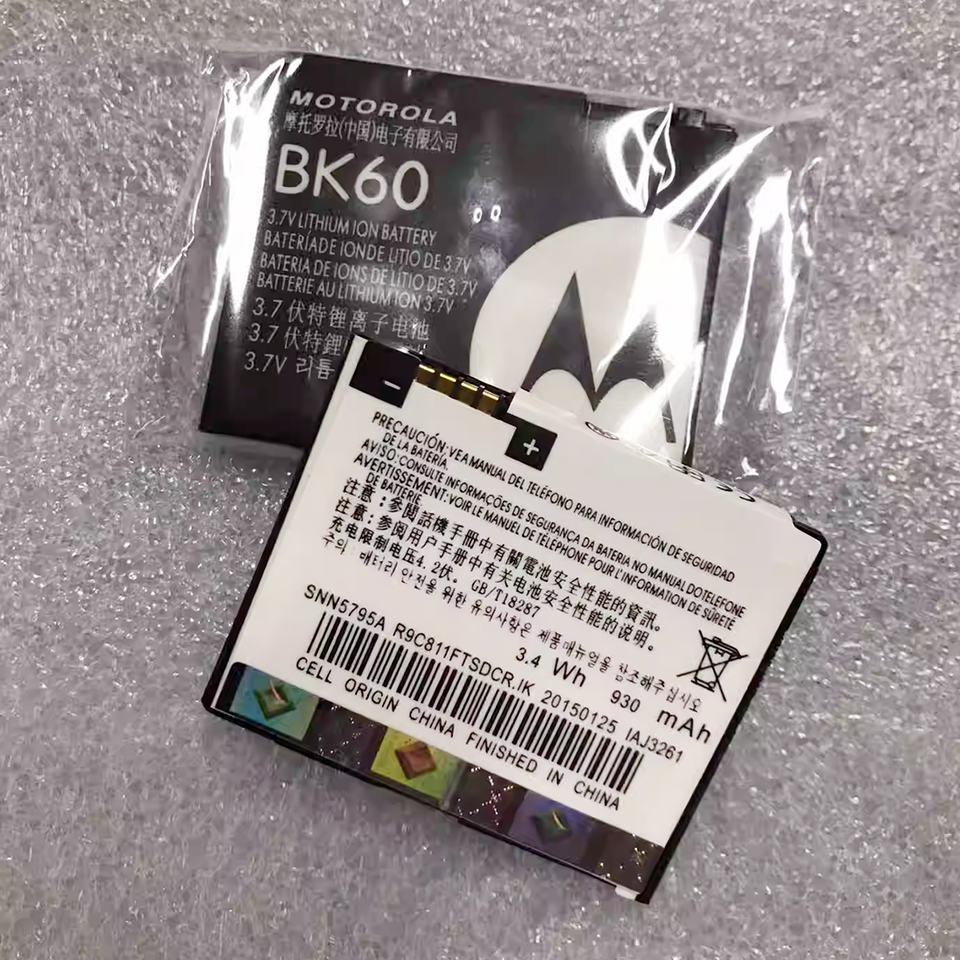 MOTOROLA
摩托罗拉(中国)电子有限公司
BK60
3.7V LITHIUM ION BATTERY
BATERÍA DE ION DE LITIO DE 3.7V
BATERIA DE IONS DE LÍTIO DE 3.7V
BATTERIE AU LITHIUM ION 3.7V
3.7 伏特鋰离子电池
3.7 伏特鋰
3.7V 리튬
-
+
PRECAUCIÓN: VEA MANUAL DEL TELÉFONO PARA INFORMACIÓN DE SEGURIDAD
DE LA BATERÍA.
AVISO: CONSULTE INFORMAÇÕES DE SEGURANÇA DA BATERIA NO MANUAL DO TELEFONE
AVERTISSEMENT: VOIR LE MANUEL DE TÉLÉPHONE POUR L'INFORMATION DE SÛRETÉ
DE BATTERIE.
注意：參閱話機手冊中有關電池安全性能的資訊。
注意：参阅用户手册中有关电池安全性能的说明。
充电限制电压4.2伏。 GB/T18287
주의: 배터리 안전을 위한 유의사항은 제품매뉴얼을 참조해주십시오
3.4 Wh 930 mAh
SNN5795A R9C811FTSDCR.IK 20150125 IAJ3261
CELL ORIGIN CHINA FINISHED IN CHINA